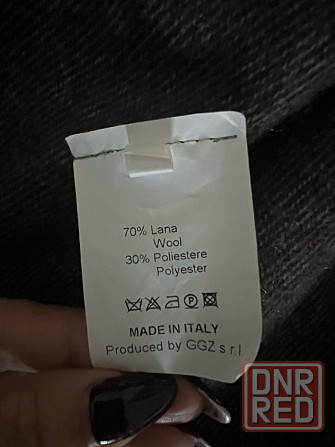 70% Lana
Wool
30% Poliestere
Polyester
MADE IN ITALY
Produced by GGZ s.r.l
DNR
RED